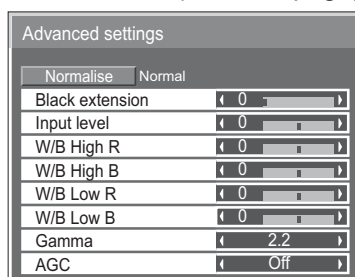 Advanced settings
Normalise Normal
Black extension 0
Input level 0
W/B High R 0
W/B High B 0
W/B Low R 0
W/B Low B 0
Gamma 2.2
AGC Off